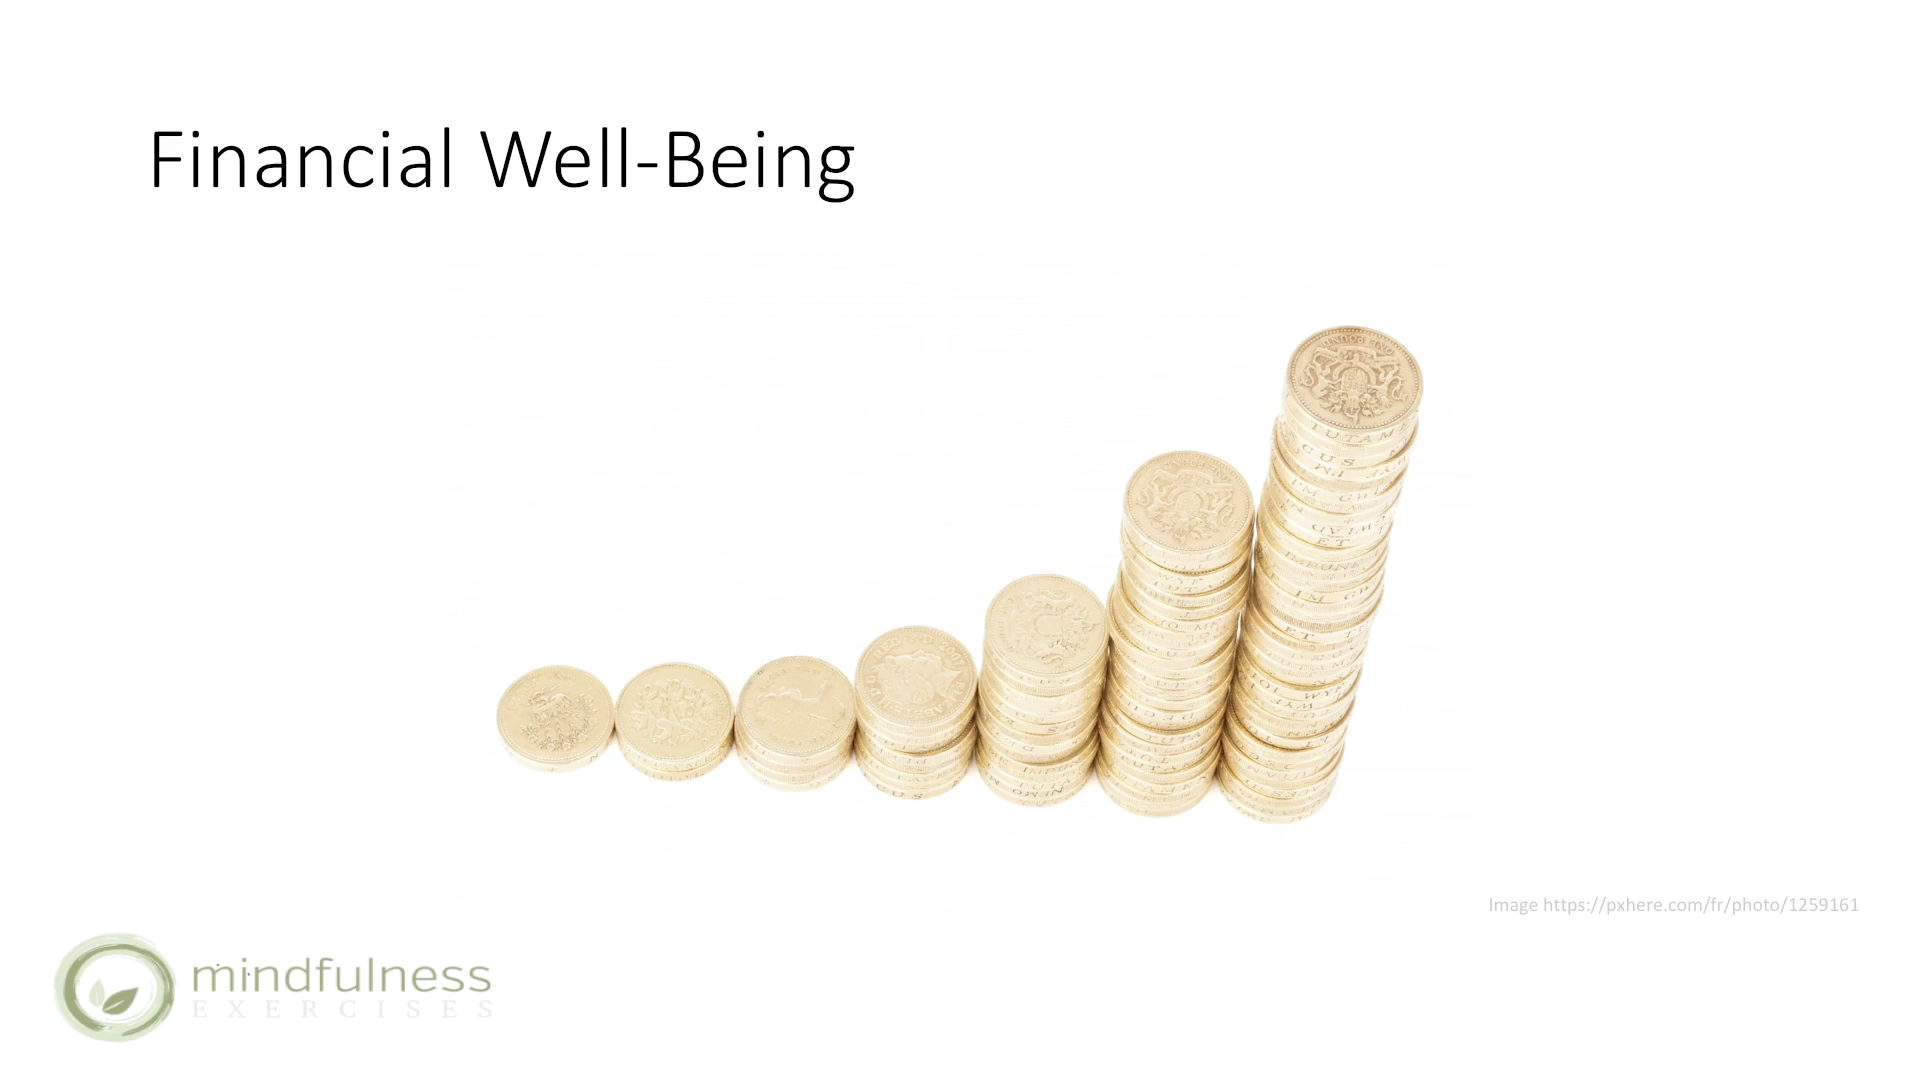 Financial Well-Being
Image https://pxhere.com/fr/photo/1259161
mindfulness
EXERCISES